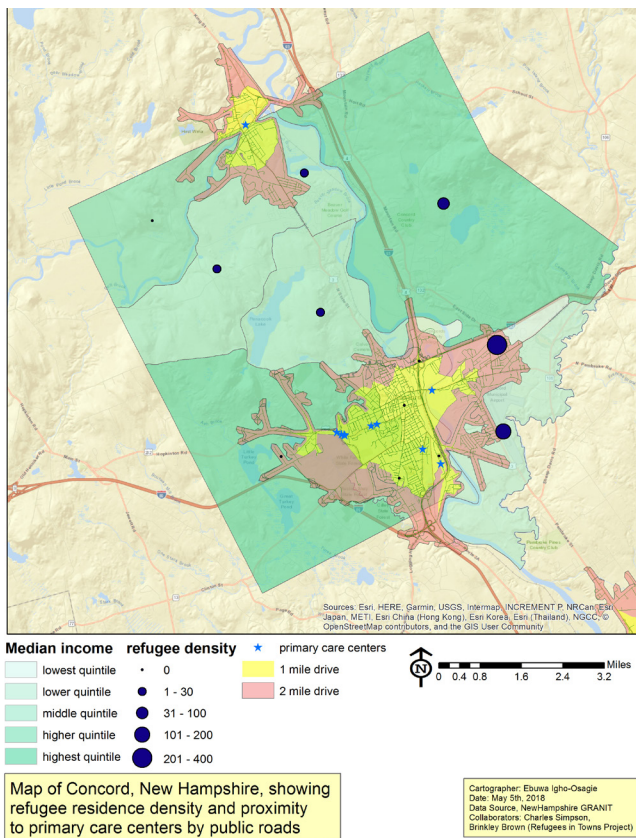 Sources: Esri, HERE, Garmin, USGS, Intermap, INCREMENT P, NRCan, Esri
Japan, METI, Esri China (Hong Kong), Esri Korea, Esri (Thailand), NGCC, ©
OpenStreetMap contributors, and the GIS User Community
Median income
lowest quintile
lower quintile
middle quintile
higher quintile
highest quintile
refugee density
0
1 - 30
31 - 100
101 - 200
201 - 400
primary care centers
1 mile drive
2 mile drive
N
Miles
0 0.4 0.8 1.6 2.4 3.2
Map of Concord, New Hampshire, showing
refugee residence density and proximity
to primary care centers by public roads
Cartographer: Ebuwa Igho-Osagie
Date: May 5th, 2018
Data Source, NewHampshire GRANIT
Collaborators: Charles Simpson,
Brinkley Brown (Refugees in Towns Project)